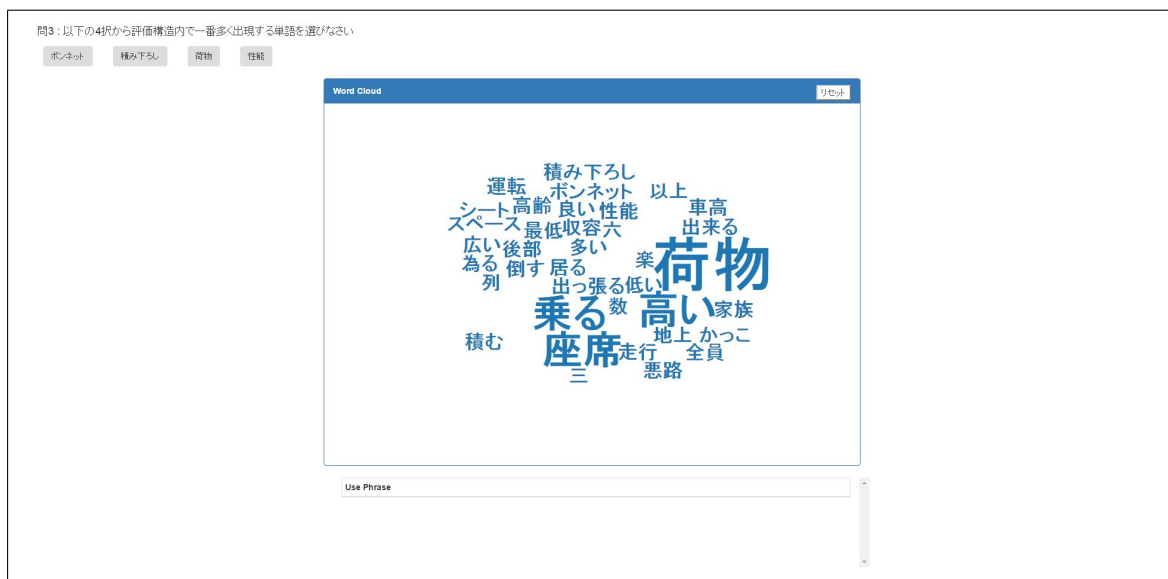 問3 : 以下の4択から評価構造内で一番多く出現する単語を選びなさい
ボンネット 積み下ろし 荷物 性能
Word Cloud リセット
積み下ろし
運転 ボンネット 以上
シート 高齢 良い 性能 車高
スペース 最低 収容 六 出来る
広い 後部 多い
為る 倒す 居る 楽 荷物
列 出っ張る 低い
乗る 数 高い 家族
積む 座席 地上 かっこ
走行 全員
三 悪路
Use Phrase